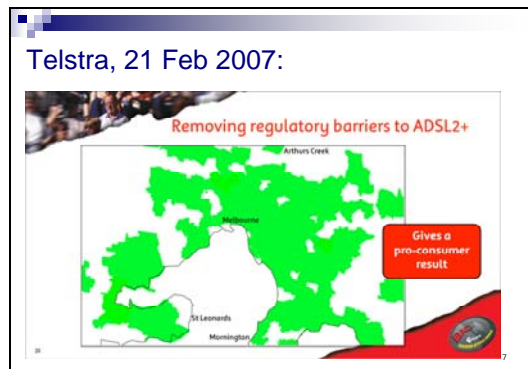 Telstra, 21 Feb 2007:
Removing regulatory barriers to ADSL2+
Arthurs Creek
Melbourne
Gives a
pro-consumer
result
St Leonards
Mornington
7